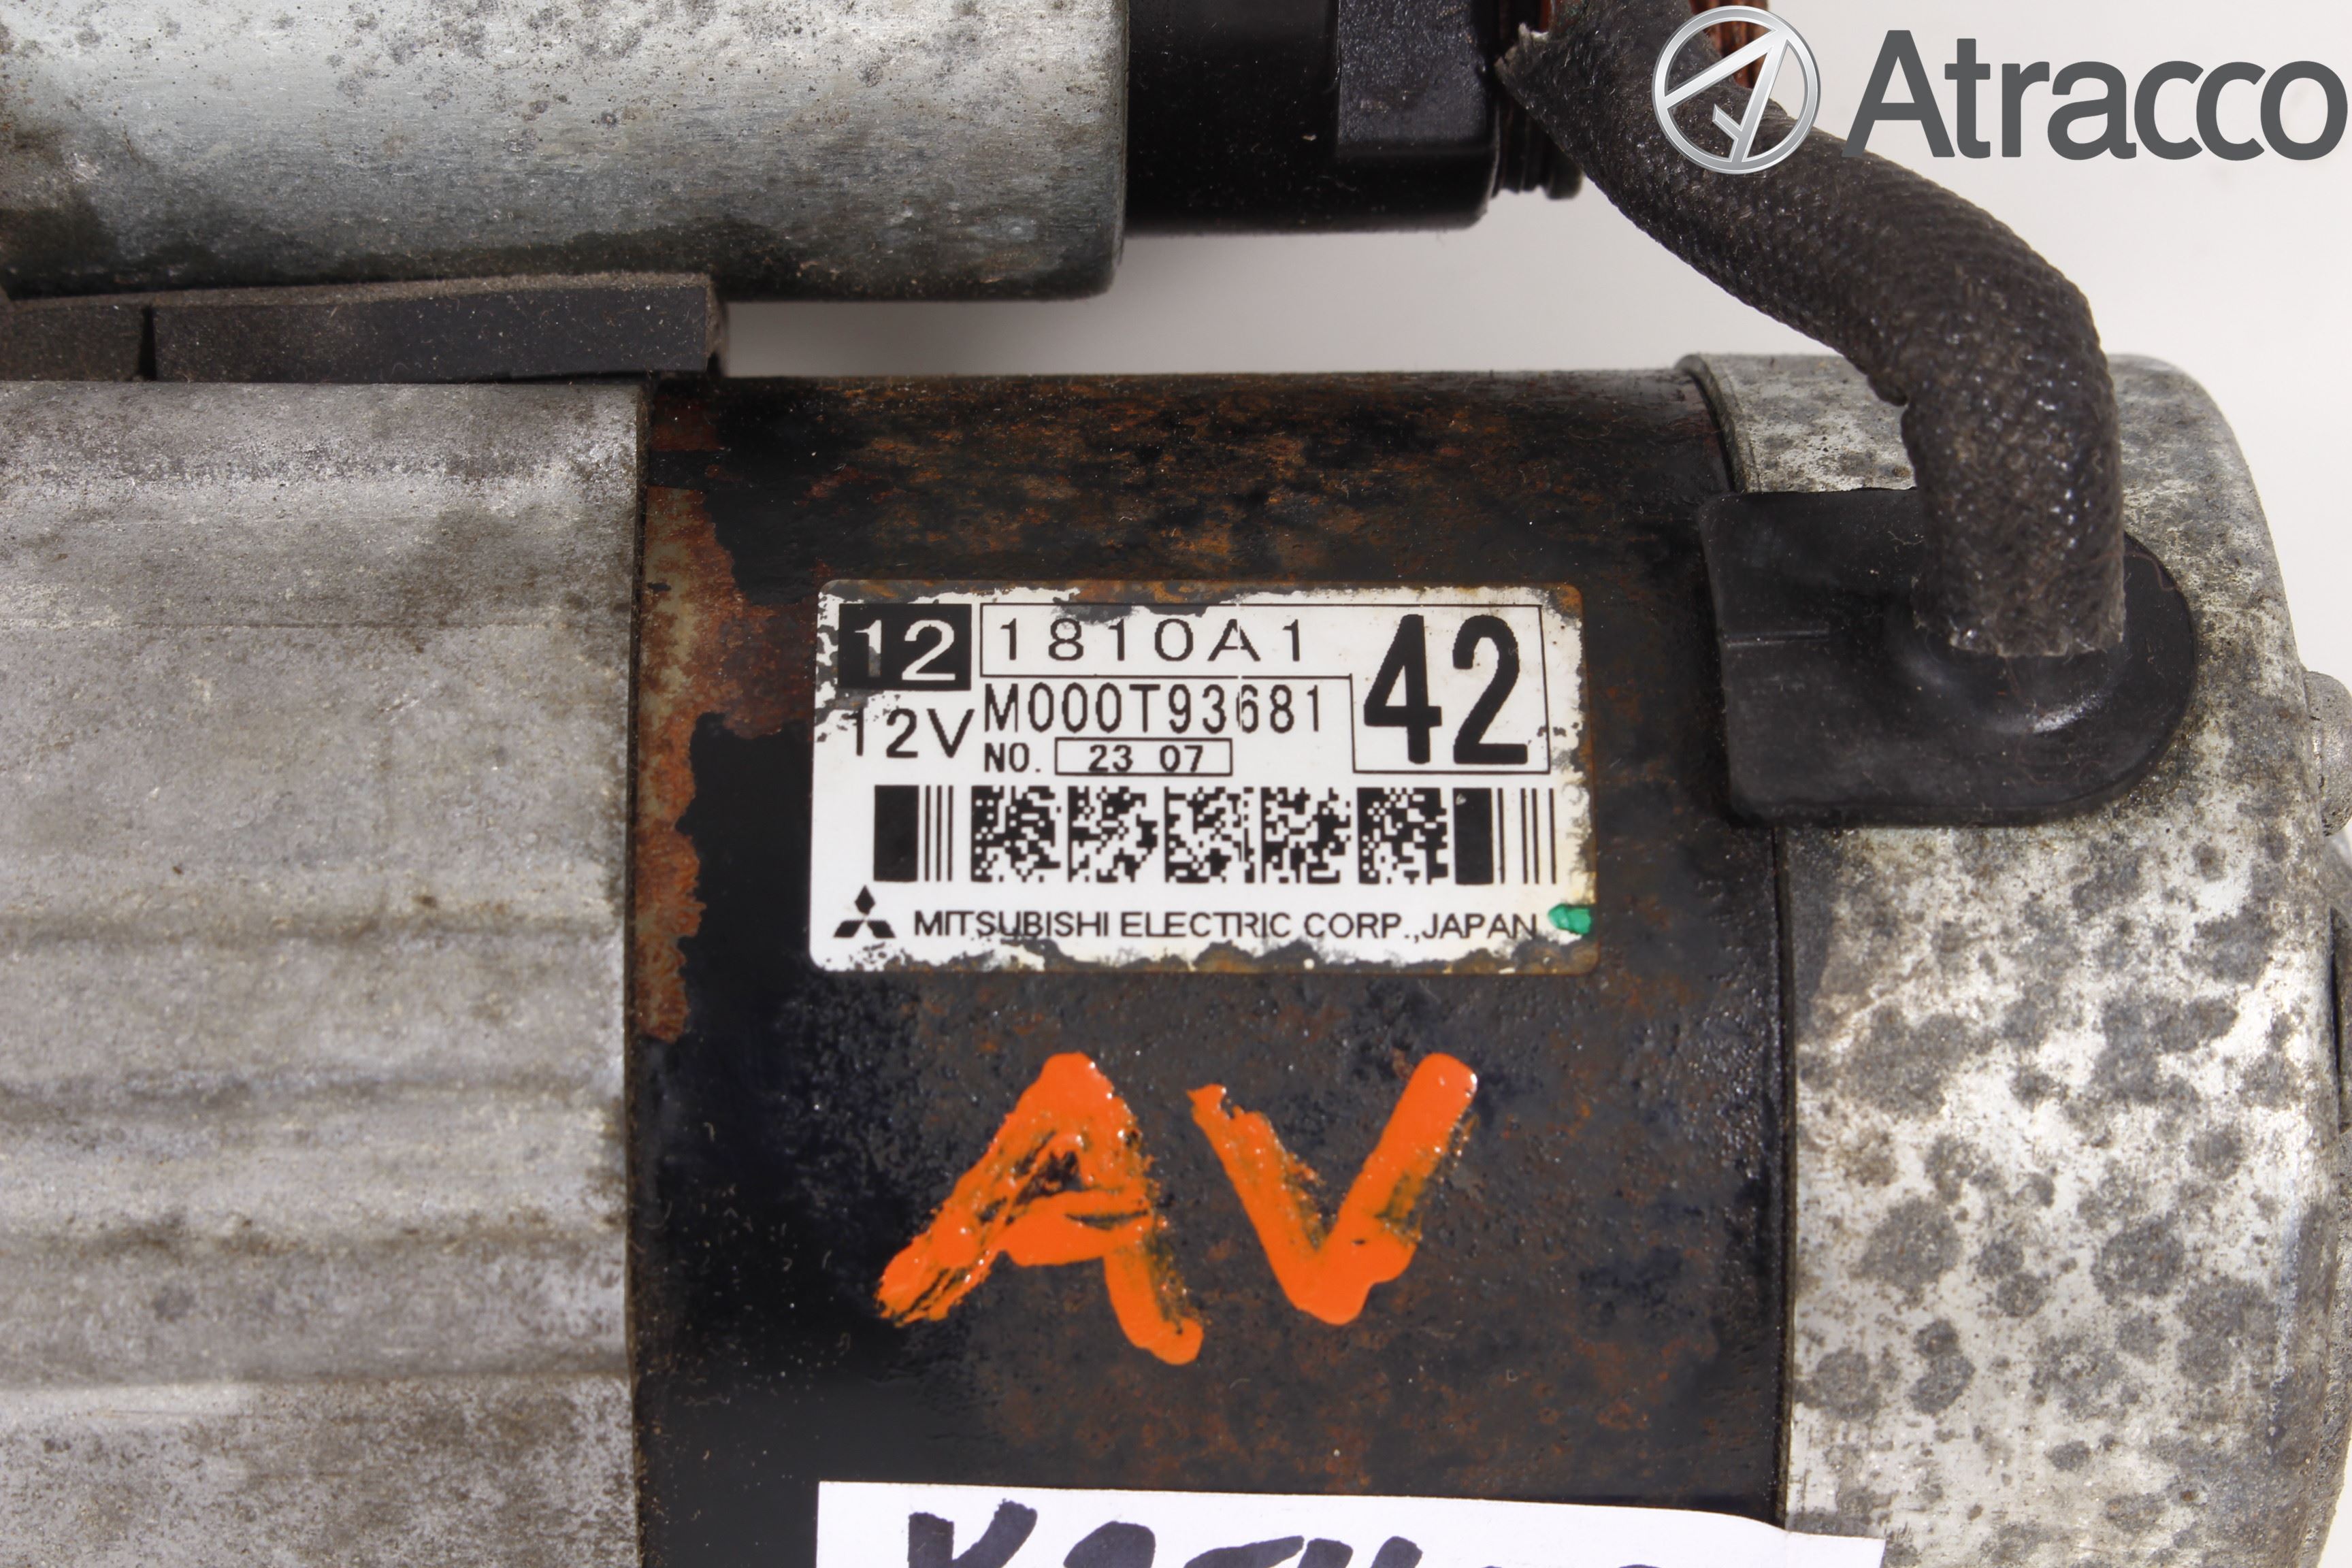 Atracco
12 1810A1 42
12V M000T93681
NO. 23 07
MITSUBISHI ELECTRIC CORP.,JAPAN
AV